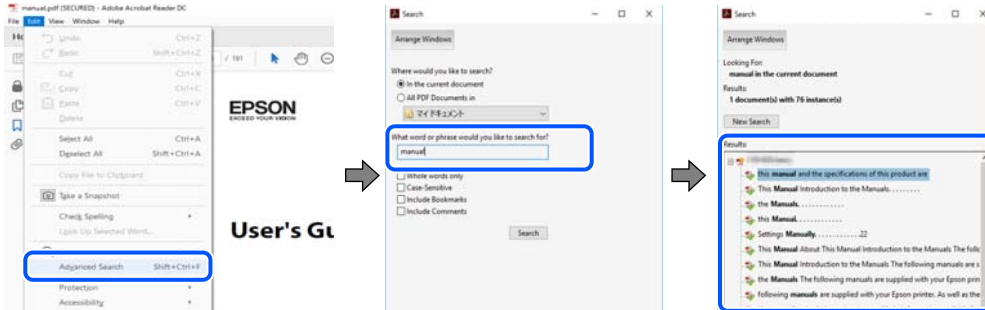 manual.pdf (SECURED) - Adobe Acrobat Reader DC
File Edit View Window Help
Undo Ctrl+Z
Redo Shift+Ctrl+Z
Cut Ctrl+X
Copy Ctrl+C
Paste Ctrl+V
Delete
Select All Ctrl+A
Deselect All Shift+Ctrl+A
Copy File to Clipboard
Take a Snapshot
Check Spelling
Look Up Selected Word...
Advanced Search Shift+Ctrl+F
Protection
Accessibility
/ 191
EPSON
EXCEED YOUR VISION
User's Gu
Search
Arrange Windows
Where would you like to search?
In the current document
All PDF Documents in
マイ ドキュメント
What word or phrase would you like to search for?
manual
Whole words only
Case-Sensitive
Include Bookmarks
Include Comments
Search
Search
Arrange Windows
Looking For:
manual in the current document
Results:
1 document(s) with 76 instance(s)
New Search
Results:
this manual and the specifications of this product are
This Manual Introduction to the Manuals. . . . . . . . .
the Manuals. . . . . . . . . . . . .
this Manual. . . . . . . . . . . . .
Settings Manually. . . . . . . . . . . . .22
This Manual About This Manual Introduction to the Manuals The follo
This Manual Introduction to the Manuals The following manuals are s
the Manuals The following manuals are supplied with your Epson prin
following manuals are supplied with your Epson printer. As well as the